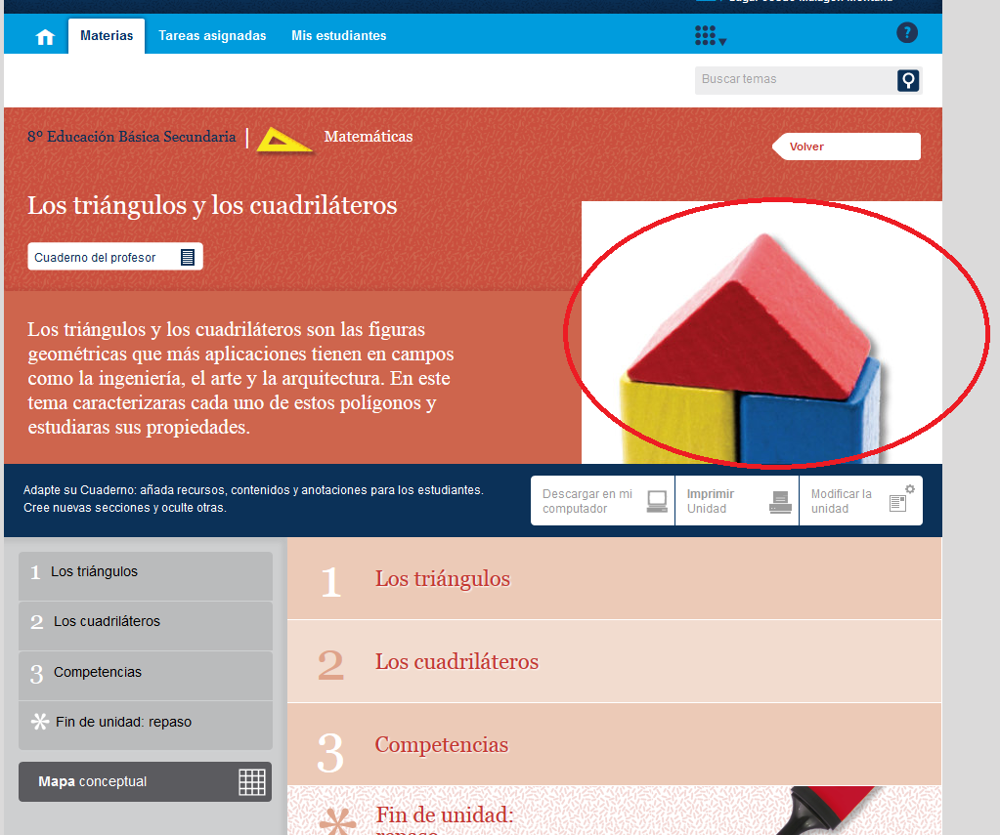 Materias Tareas asignadas Mis estudiantes ?
Buscar temas
8º Educación Básica Secundaria | Matemáticas
Volver
Los triángulos y los cuadriláteros
Cuaderno del profesor
Los triángulos y los cuadriláteros son las figuras
geométricas que más aplicaciones tienen en campos
como la ingeniería, el arte y la arquitectura. En este
tema caracterizaras cada uno de estos polígonos y
estudiaras sus propiedades.
Adapte su Cuaderno: añada recursos, contenidos y anotaciones para los estudiantes.
Cree nuevas secciones y oculte otras.
Descargar en mi
computador
Imprimir
Unidad
Modificar la
unidad
1 Los triángulos
2 Los cuadriláteros
3 Competencias
* Fin de unidad: repaso
Mapa conceptual
1 Los triángulos
2 Los cuadriláteros
3 Competencias
* Fin de unidad:
repaso